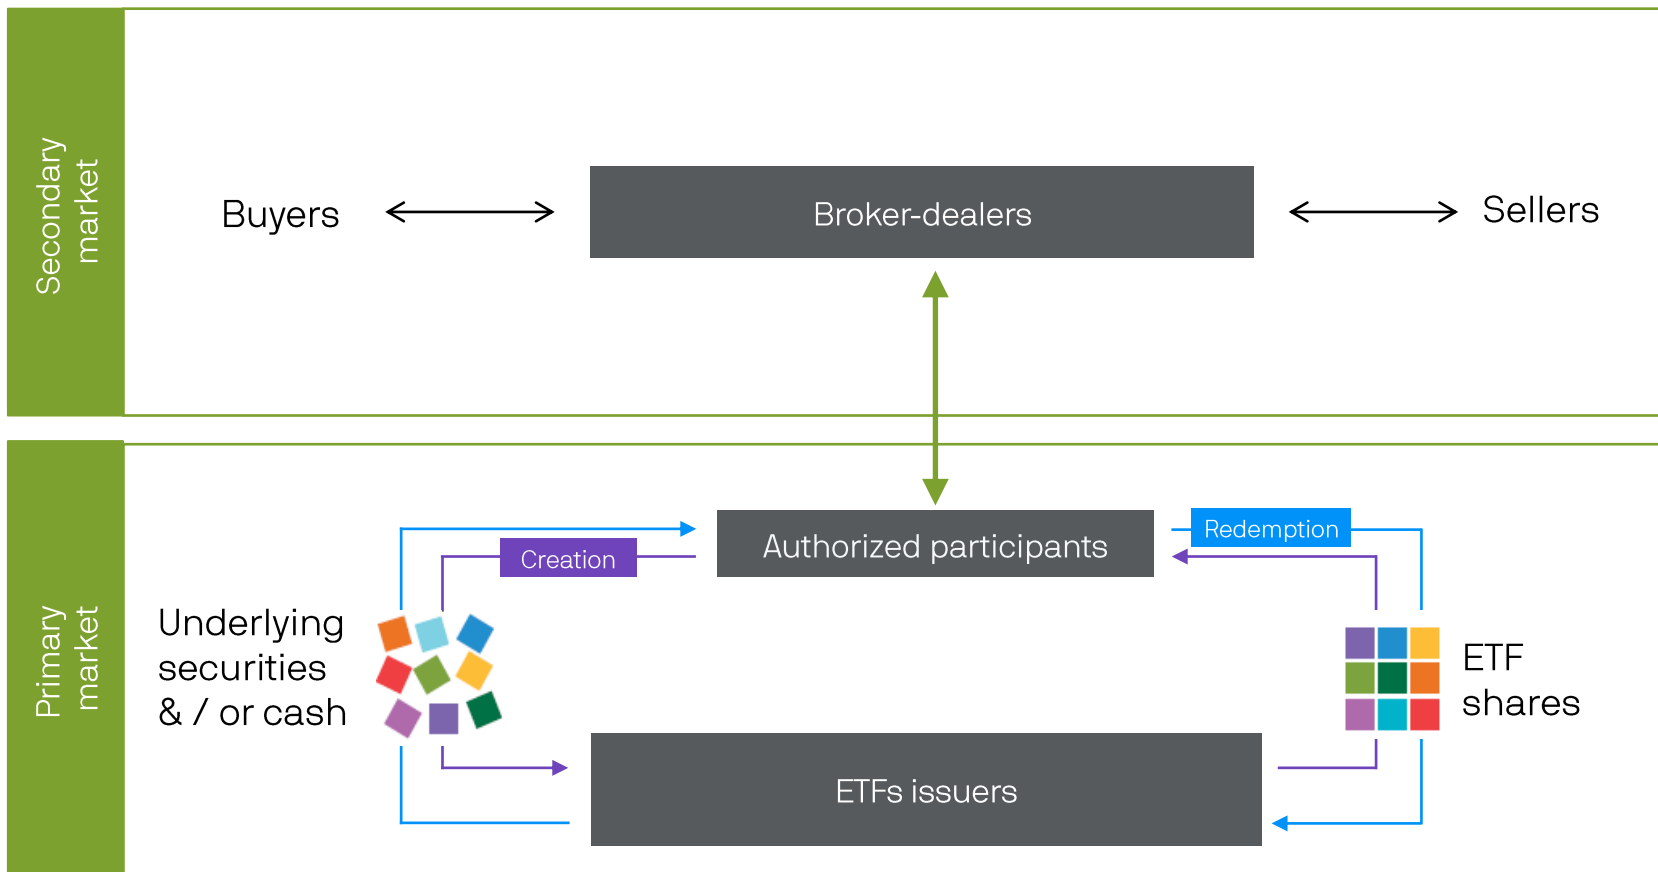 Secondary
market
Buyers
Broker-dealers
Sellers
Primary
market
Authorized participants
Redemption
Creation
Underlying
securities
& / or cash
ETF
shares
ETFs issuers